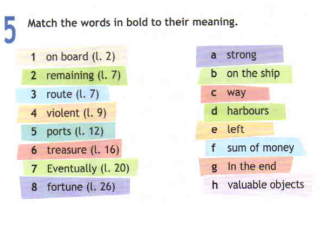 5 Match the words in bold to their meaning.
1 on board (l. 2)
2 remaining (l. 7)
3 route (l. 7)
4 violent (l. 9)
5 ports (l. 12)
6 treasure (l. 16)
7 Eventually (l. 20)
8 fortune (l. 26)
a strong
b on the ship
c way
d harbours
e left
f sum of money
g In the end
h valuable objects